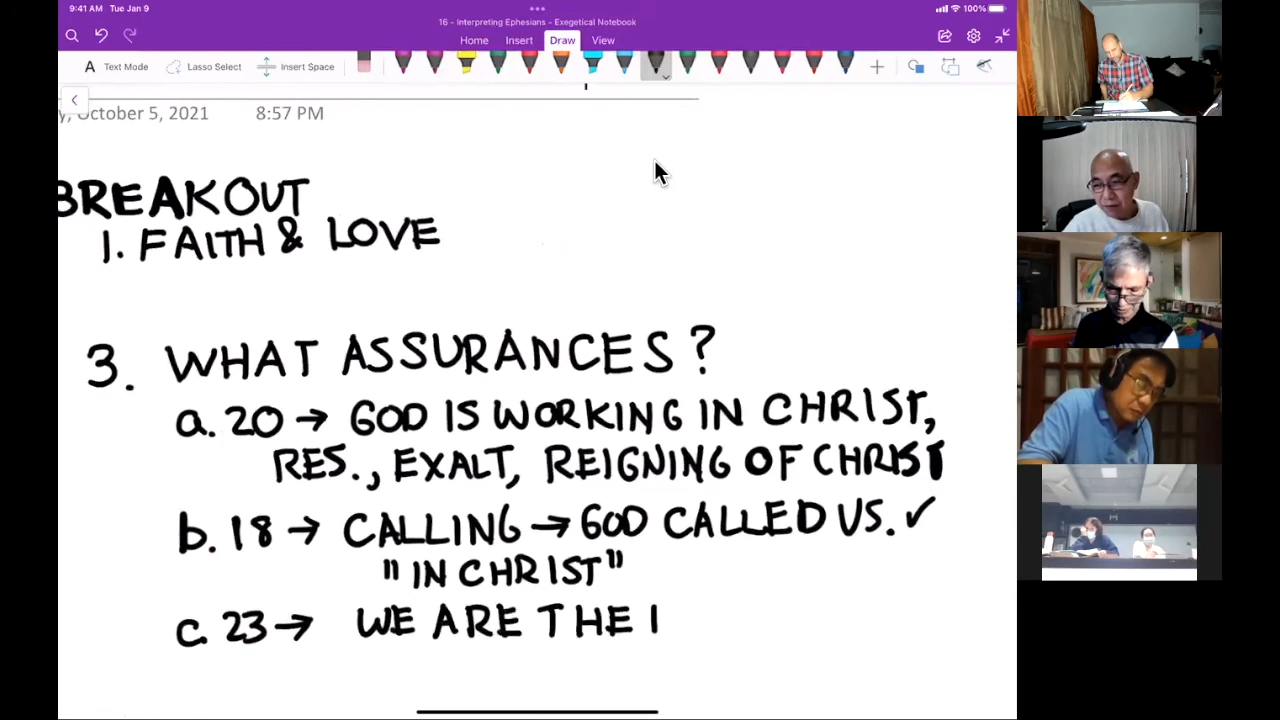 9:41 AM Tue Jan 9
100%
16 - Interpreting Ephesians - Exegetical Notebook
Home Insert Draw View
A Text Mode Lasso Select Insert Space
y, October 5, 2021 8:57 PM
BREAKOUT
1. FAITH & LOVE
3. WHAT ASSURANCES?
a. 20 → GOD IS WORKING IN CHRIST,
RES., EXALT, REIGNING OF CHRIST
b. 18 → CALLING → GOD CALLED US. ✓
"IN CHRIST"
c. 23 → WE ARE THE I